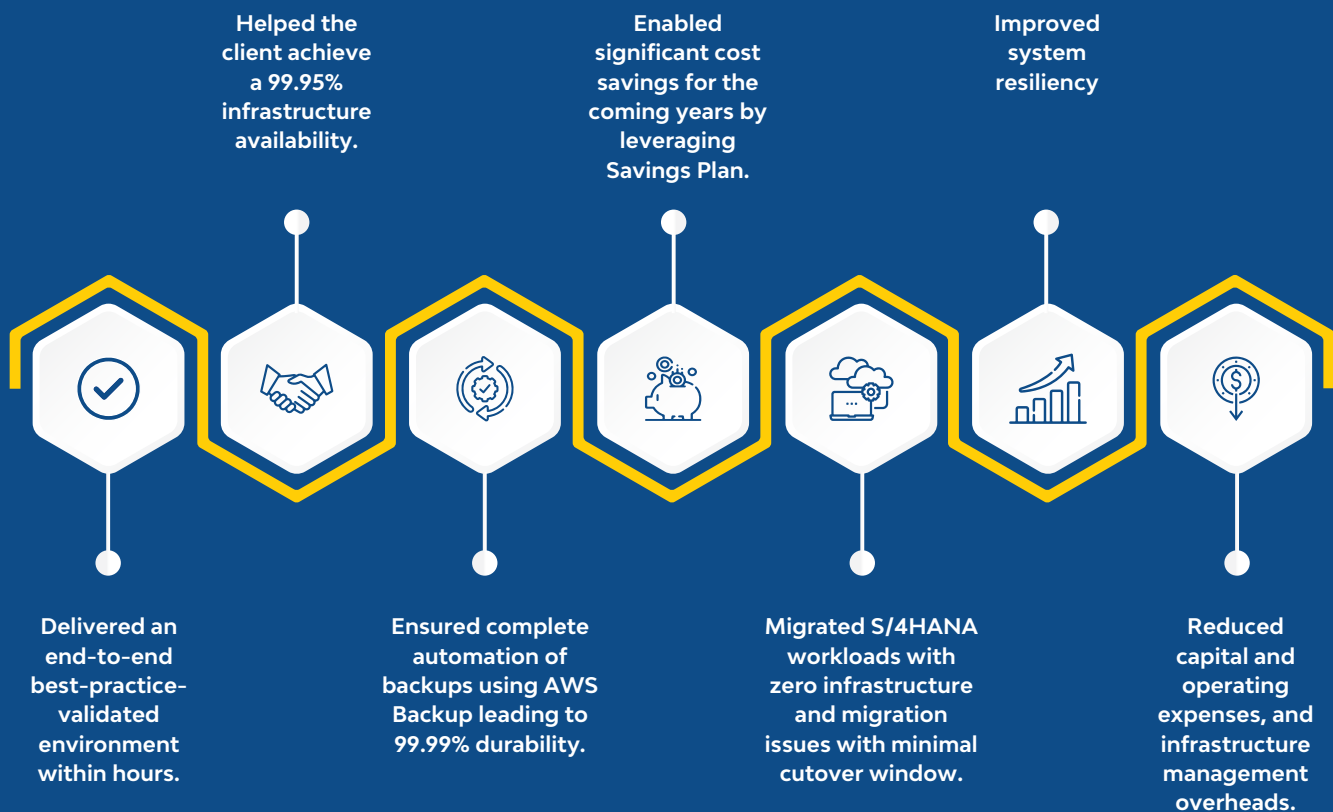 Helped the
client achieve
a 99.95%
infrastructure
availability.
Enabled
significant cost
savings for the
coming years by
leveraging
Savings Plan.
Improved
system
resiliency
Delivered an
end-to-end
best-practice-
validated
environment
within hours.
Ensured complete
automation of
backups using AWS
Backup leading to
99.99% durability.
Migrated S/4HANA
workloads with
zero infrastructure
and migration
issues with minimal
cutover window.
Reduced
capital and
operating
expenses, and
infrastructure
management
overheads.